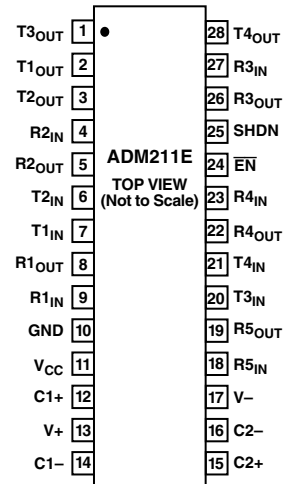 T3OUT 1
T1OUT 2
T2OUT 3
R2IN 4
R2OUT 5
T2IN 6
T1IN 7
R1OUT 8
R1IN 9
GND 10
VCC 11
C1+ 12
V+ 13
C1– 14
ADM211E
TOP VIEW
(Not to Scale)
28 T4OUT
27 R3IN
26 R3OUT
25 SHDN
24 E̅N̅
23 R4IN
22 R4OUT
21 T4IN
20 T3IN
19 R5OUT
18 R5IN
17 V–
16 C2–
15 C2+